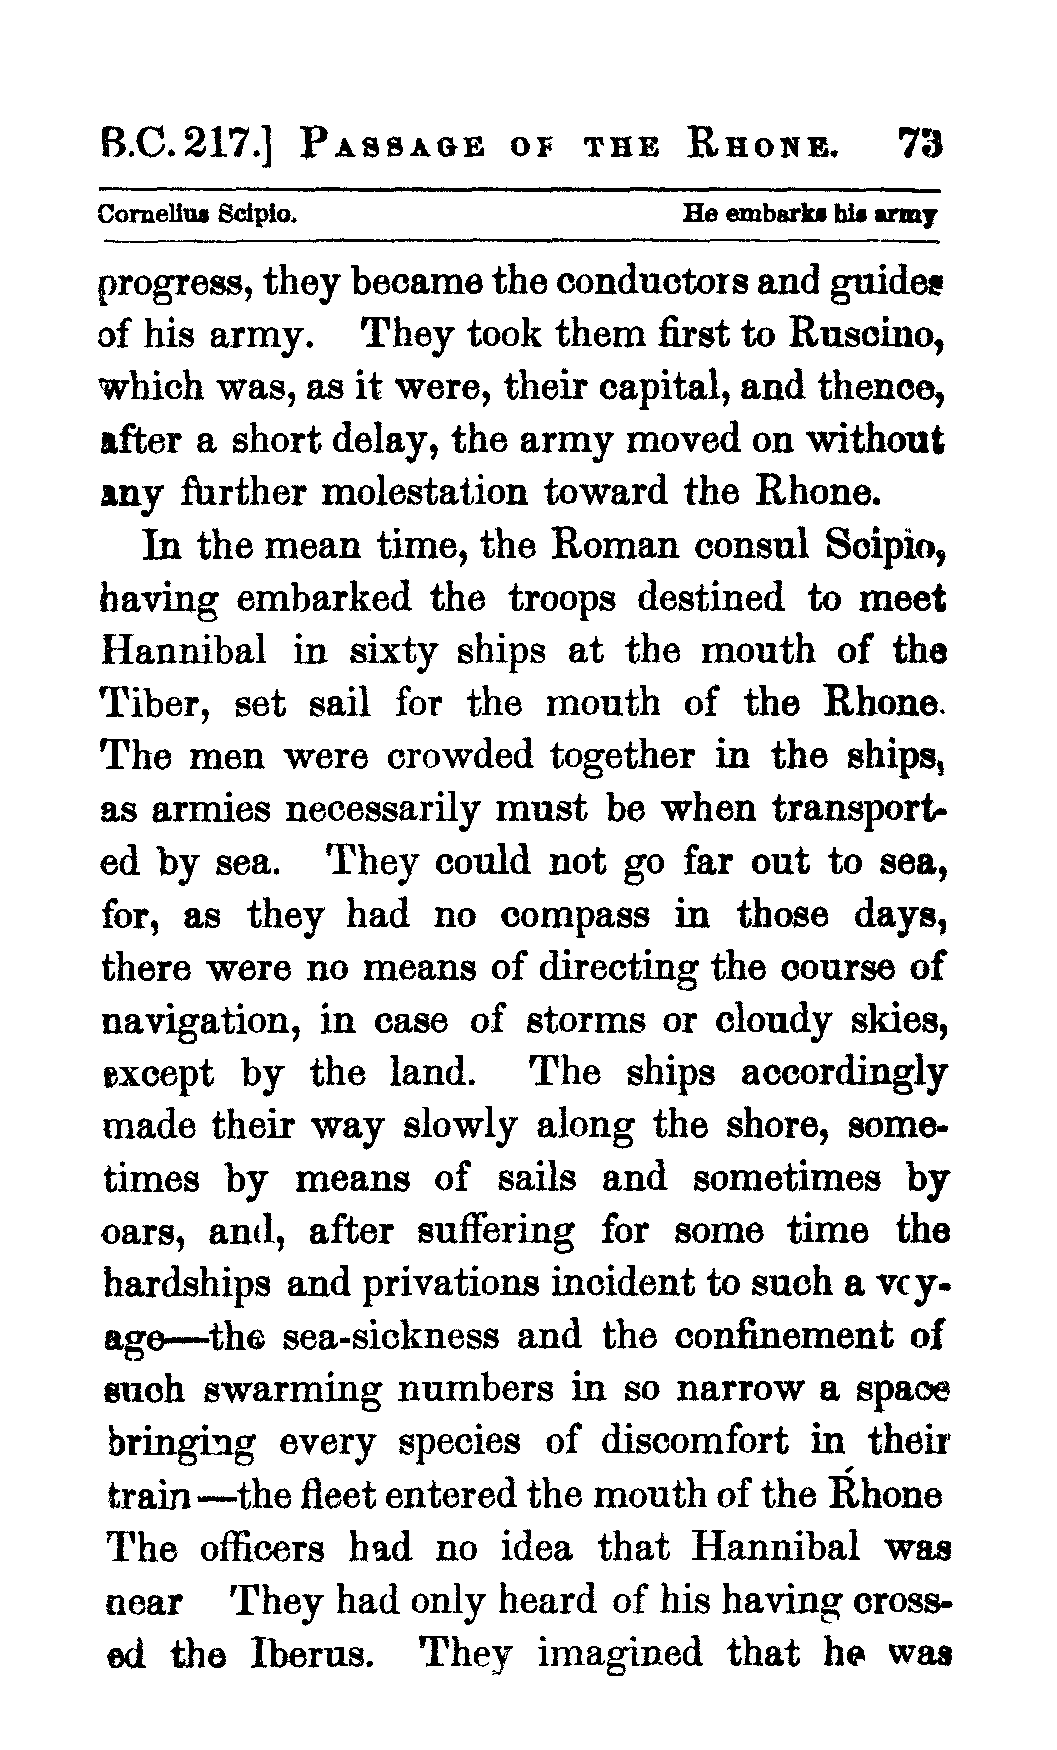 B.C. 217.] PASSAGE OF THE RHONE. 73
Cornelius Scipio. He embarks his army
progress, they became the conductors and guides
of his army. They took them first to Ruscino,
which was, as it were, their capital, and thence,
after a short delay, the army moved on without
any further molestation toward the Rhone.
In the mean time, the Roman consul Scipio,
having embarked the troops destined to meet
Hannibal in sixty ships at the mouth of the
Tiber, set sail for the mouth of the Rhone.
The men were crowded together in the ships,
as armies necessarily must be when transport-
ed by sea. They could not go far out to sea,
for, as they had no compass in those days,
there were no means of directing the course of
navigation, in case of storms or cloudy skies,
except by the land. The ships accordingly
made their way slowly along the shore, some-
times by means of sails and sometimes by
oars, and, after suffering for some time the
hardships and privations incident to such a voy-
age—the sea-sickness and the confinement of
such swarming numbers in so narrow a space
bringing every species of discomfort in their
train—the fleet entered the mouth of the Rhone
The officers had no idea that Hannibal was
near They had only heard of his having cross-
ed the Iberus. They imagined that he was